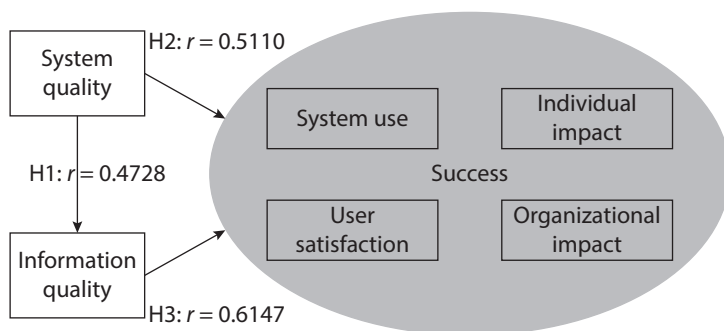 H2: r = 0.5110
System
quality
System use
Individual
impact
H1: r = 0.4728
Success
Information
quality
User
satisfaction
Organizational
impact
H3: r = 0.6147